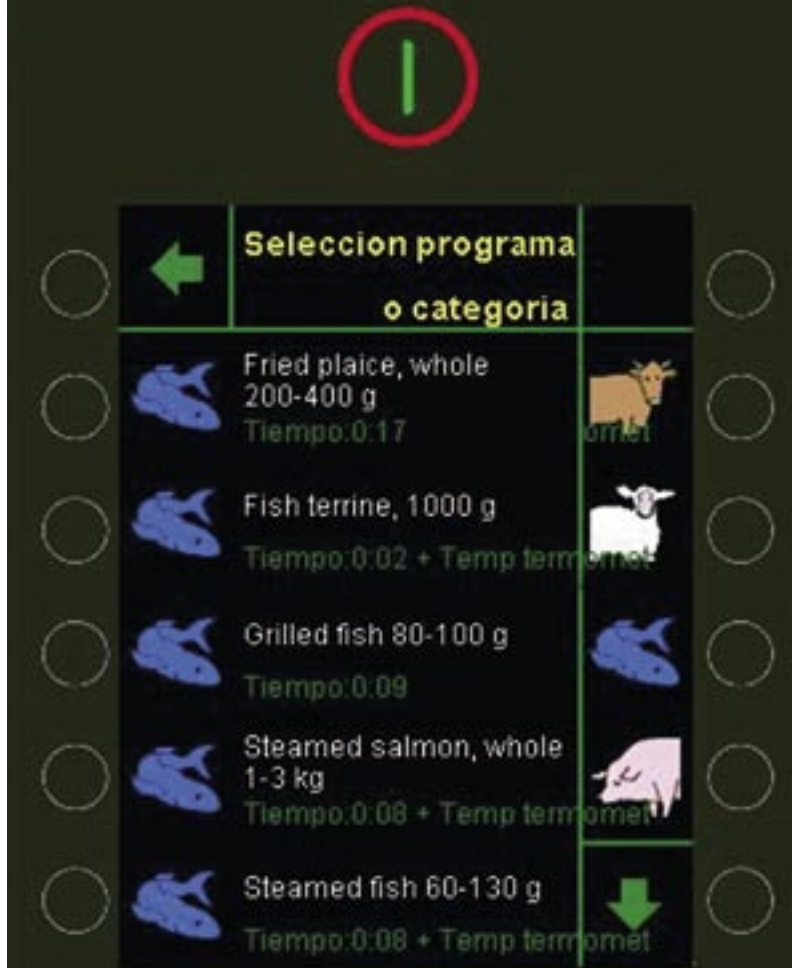 Seleccion programa
o categoria
Fried plaice, whole
200-400 g
Tiempo:0:17
omet
Fish terrine, 1000 g
Tiempo:0:02 + Temp termomet
Grilled fish 80-100 g
Tiempo:0:09
Steamed salmon, whole
1-3 kg
Tiempo:0:08 + Temp termomet
Steamed fish 60-130 g
Tiempo:0:08 + Temp termomet